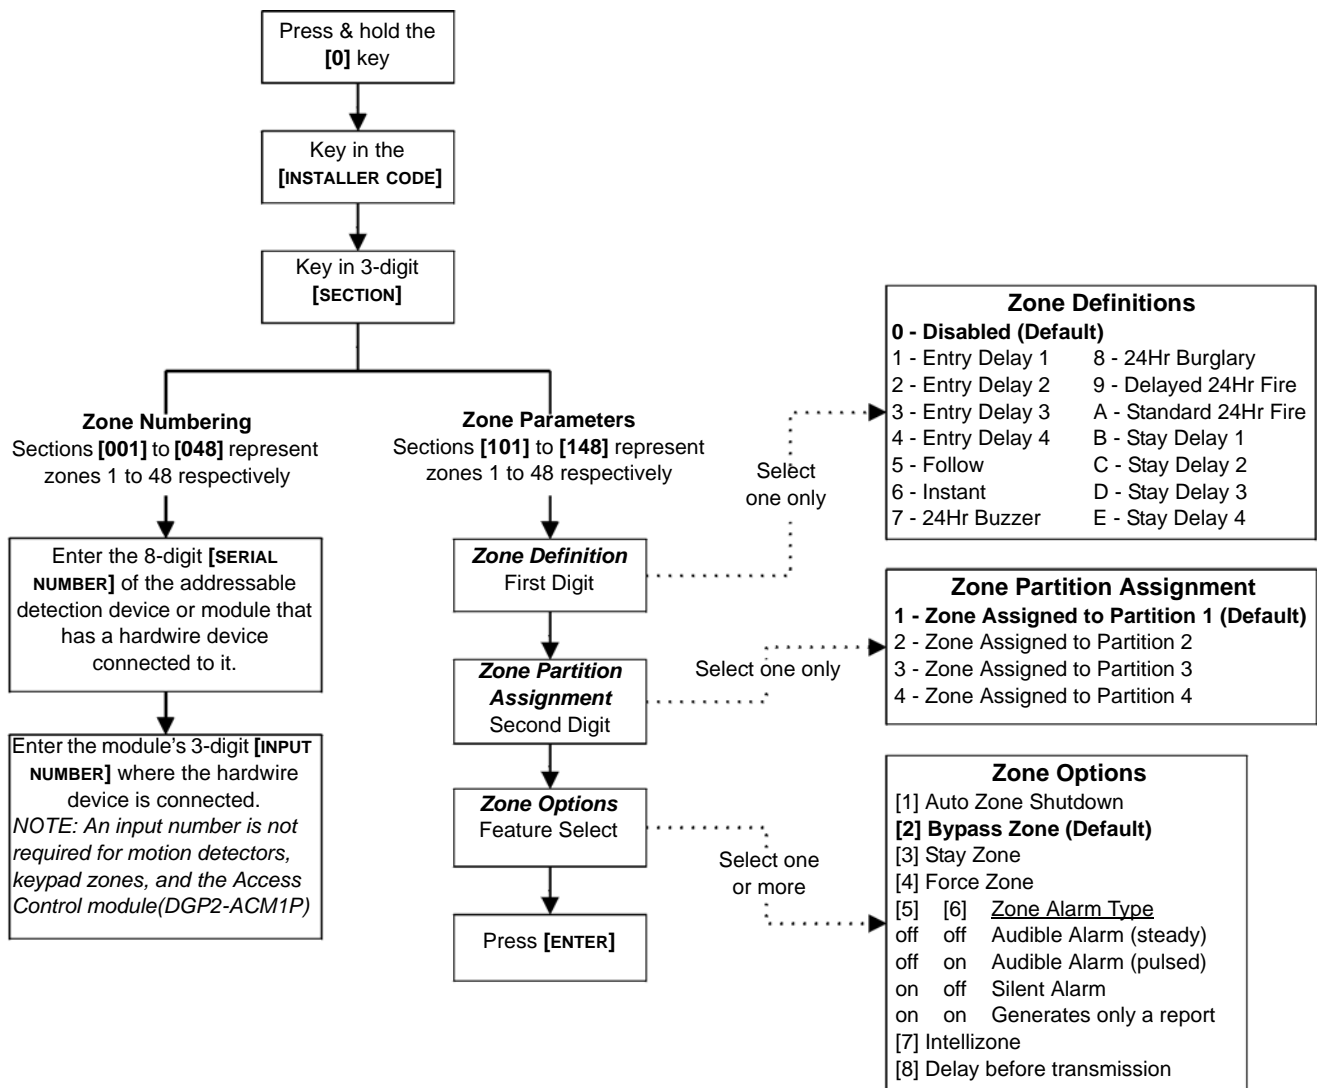 Press & hold the
[0] key
Key in the
[INSTALLER CODE]
Key in 3-digit
[SECTION]
Zone Numbering
Sections [001] to [048] represent
zones 1 to 48 respectively
Enter the 8-digit [SERIAL
NUMBER] of the addressable
detection device or module that
has a hardwire device
connected to it.
Enter the module's 3-digit [INPUT
NUMBER] where the hardwire
device is connected.
NOTE: An input number is not
required for motion detectors,
keypad zones, and the Access
Control module(DGP2-ACM1P)
Zone Parameters
Sections [101] to [148] represent
zones 1 to 48 respectively
Zone Definition
First Digit
Zone Partition
Assignment
Second Digit
Zone Options
Feature Select
Press [ENTER]
Select
one only
Zone Definitions
0 - Disabled (Default)
1 - Entry Delay 1 8 - 24Hr Burglary
2 - Entry Delay 2 9 - Delayed 24Hr Fire
3 - Entry Delay 3 A - Standard 24Hr Fire
4 - Entry Delay 4 B - Stay Delay 1
5 - Follow C - Stay Delay 2
6 - Instant D - Stay Delay 3
7 - 24Hr Buzzer E - Stay Delay 4
Select one only
Zone Partition Assignment
1 - Zone Assigned to Partition 1 (Default)
2 - Zone Assigned to Partition 2
3 - Zone Assigned to Partition 3
4 - Zone Assigned to Partition 4
Select one
or more
Zone Options
[1] Auto Zone Shutdown
[2] Bypass Zone (Default)
[3] Stay Zone
[4] Force Zone
[5] [6] Zone Alarm Type
off off Audible Alarm (steady)
off on Audible Alarm (pulsed)
on off Silent Alarm
on on Generates only a report
[7] Intellizone
[8] Delay before transmission